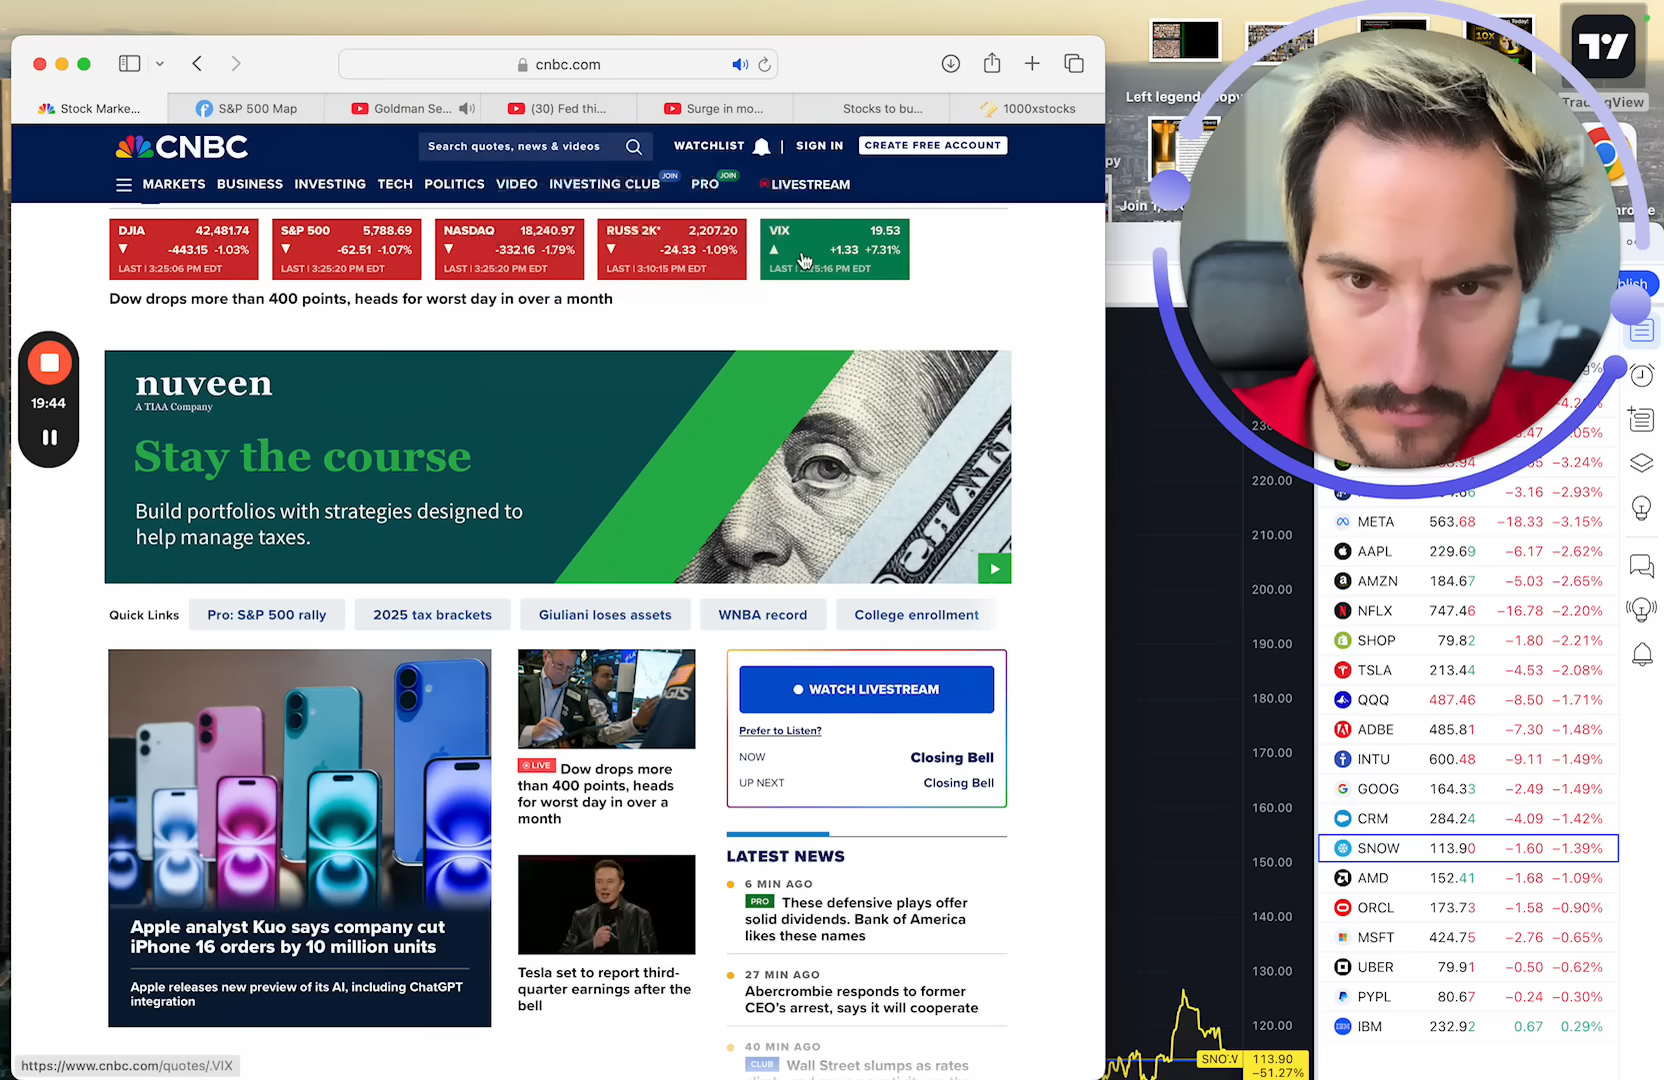 cnbc.com
Stock Marke...
S&P 500 Map
Goldman Se...
(30) Fed thi...
Surge in mo...
Stocks to bu...
1000xstocks
CNBC
Search quotes, news & videos
WATCHLIST
|
SIGN IN
CREATE FREE ACCOUNT
MARKETS
BUSINESS
INVESTING
TECH
POLITICS
VIDEO
INVESTING CLUB
JOIN
PRO
JOIN
LIVESTREAM
DJIA 42,481.74
-443.15 -1.03%
LAST | 3:25:06 PM EDT
S&P 500 5,788.69
-62.51 -1.07%
LAST | 3:25:20 PM EDT
NASDAQ 18,240.97
-332.16 -1.79%
LAST | 3:25:20 PM EDT
RUSS 2K* 2,207.20
-24.33 -1.09%
LAST | 3:10:15 PM EDT
VIX 19.53
+1.33 +7.31%
LAST | 25:16 PM EDT
Dow drops more than 400 points, heads for worst day in over a month
19:44
nuveen
A TIAA Company
Stay the course
Build portfolios with strategies designed to
help manage taxes.
Quick Links
Pro: S&P 500 rally
2025 tax brackets
Giuliani loses assets
WNBA record
College enrollment
Apple analyst Kuo says company cut
iPhone 16 orders by 10 million units
Apple releases new preview of its AI, including ChatGPT
integration
LIVE Dow drops more
than 400 points, heads
for worst day in over a
month
Tesla set to report third-
quarter earnings after the
bell
WATCH LIVESTREAM
Prefer to Listen?
NOW Closing Bell
UP NEXT Closing Bell
LATEST NEWS
6 MIN AGO
PRO These defensive plays offer
solid dividends. Bank of America
likes these names
27 MIN AGO
Abercrombie responds to former
CEO's arrest, says it will cooperate
40 MIN AGO
CLUB Wall Street slumps as rates
https://www.cnbc.com/quotes/.VIX
Left legend copy
TradingView
Join
220.00
210.00
200.00
190.00
180.00
170.00
160.00
150.00
140.00
130.00
120.00
SNOW 113.90
−51.27%
−3.24%
−3.16 −2.93%
META 563.68 −18.33 −3.15%
AAPL 229.69 −6.17 −2.62%
AMZN 184.67 −5.03 −2.65%
NFLX 747.46 −16.78 −2.20%
SHOP 79.82 −1.80 −2.21%
TSLA 213.44 −4.53 −2.08%
QQQ 487.46 −8.50 −1.71%
ADBE 485.81 −7.30 −1.48%
INTU 600.48 −9.11 −1.49%
GOOG 164.33 −2.49 −1.49%
CRM 284.24 −4.09 −1.42%
SNOW 113.90 −1.60 −1.39%
AMD 152.41 −1.68 −1.09%
ORCL 173.73 −1.58 −0.90%
MSFT 424.75 −2.76 −0.65%
UBER 79.91 −0.50 −0.62%
PYPL 80.67 −0.24 −0.30%
IBM 232.92 0.67 0.29%